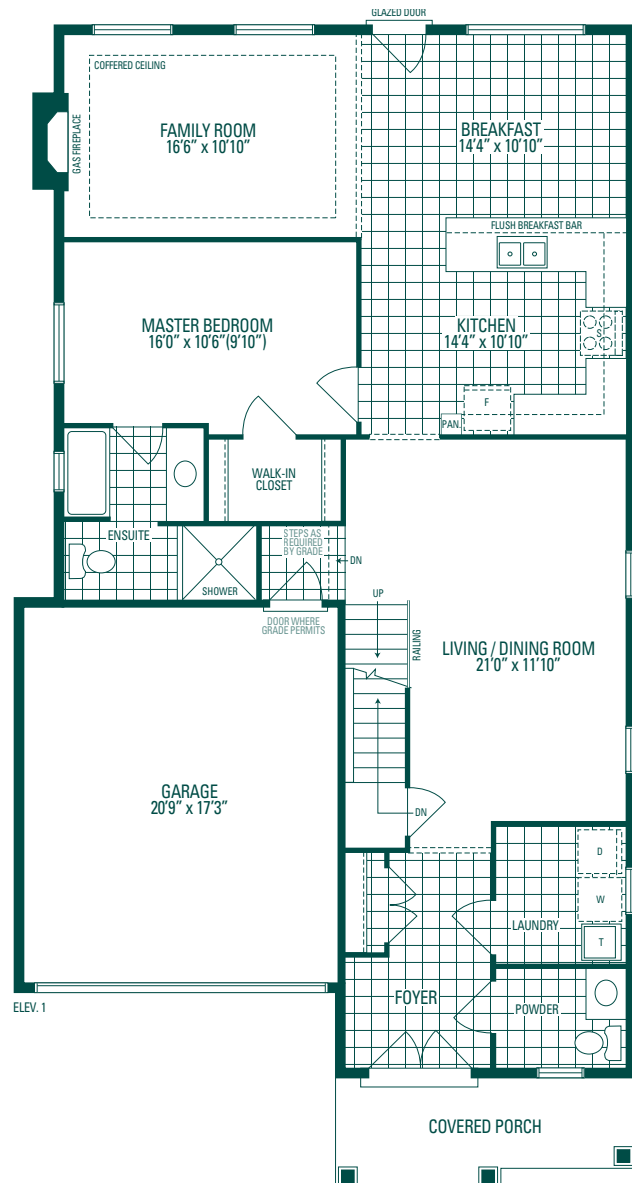 GLAZED DOOR
COFFERED CEILING
FAMILY ROOM
16'6" x 10'10"
GAS FIREPLACE
BREAKFAST
14'4" x 10'10"
FLUSH BREAKFAST BAR
MASTER BEDROOM
16'0" x 10'6"(9'10")
KITCHEN
14'4" x 10'10"
S
F
PAN.
WALK-IN
CLOSET
ENSUITE
STEPS AS
REQUIRED
BY GRADE
DN
SHOWER
UP
DOOR WHERE
GRADE PERMITS
RAILING
LIVING / DINING ROOM
21'0" x 11'10"
GARAGE
20'9" x 17'3"
DN
D
W
LAUNDRY
T
FOYER
POWDER
ELEV. 1
COVERED PORCH